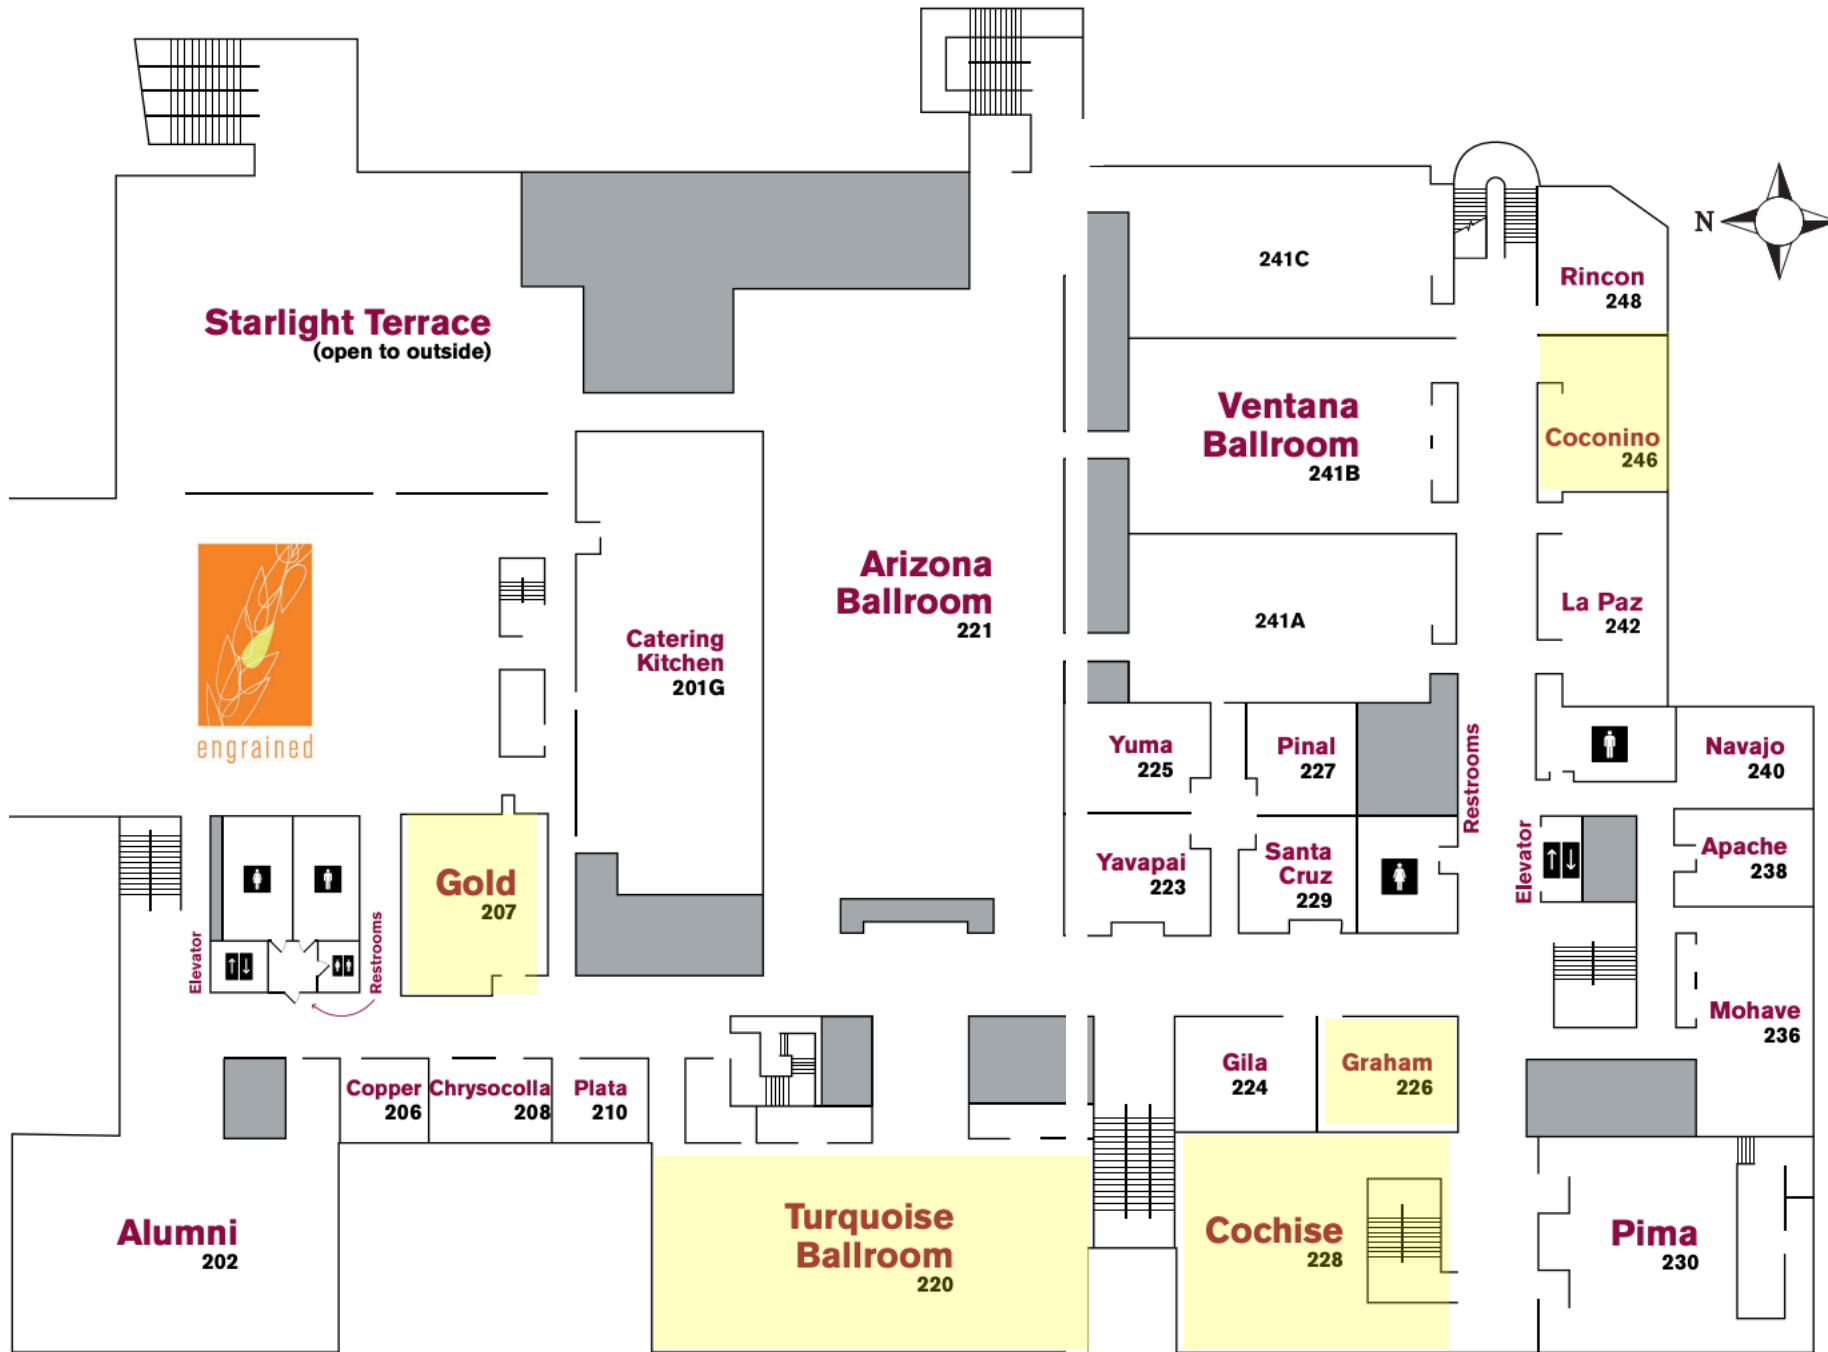 N
241C
Rincon
248
Starlight Terrace
(open to outside)
Ventana
Ballroom
241B
Coconino
246
Arizona
Ballroom
221
La Paz
242
241A
Catering
Kitchen
201G
engrained
Yuma
225
Pinal
227
Restrooms
Navajo
240
Gold
207
Yavapai
223
Santa
Cruz
229
Elevator
Apache
238
Elevator
Restrooms
Mohave
236
Copper
206
Chrysocolla
208
Plata
210
Gila
224
Graham
226
Alumni
202
Turquoise
Ballroom
220
Cochise
228
Pima
230